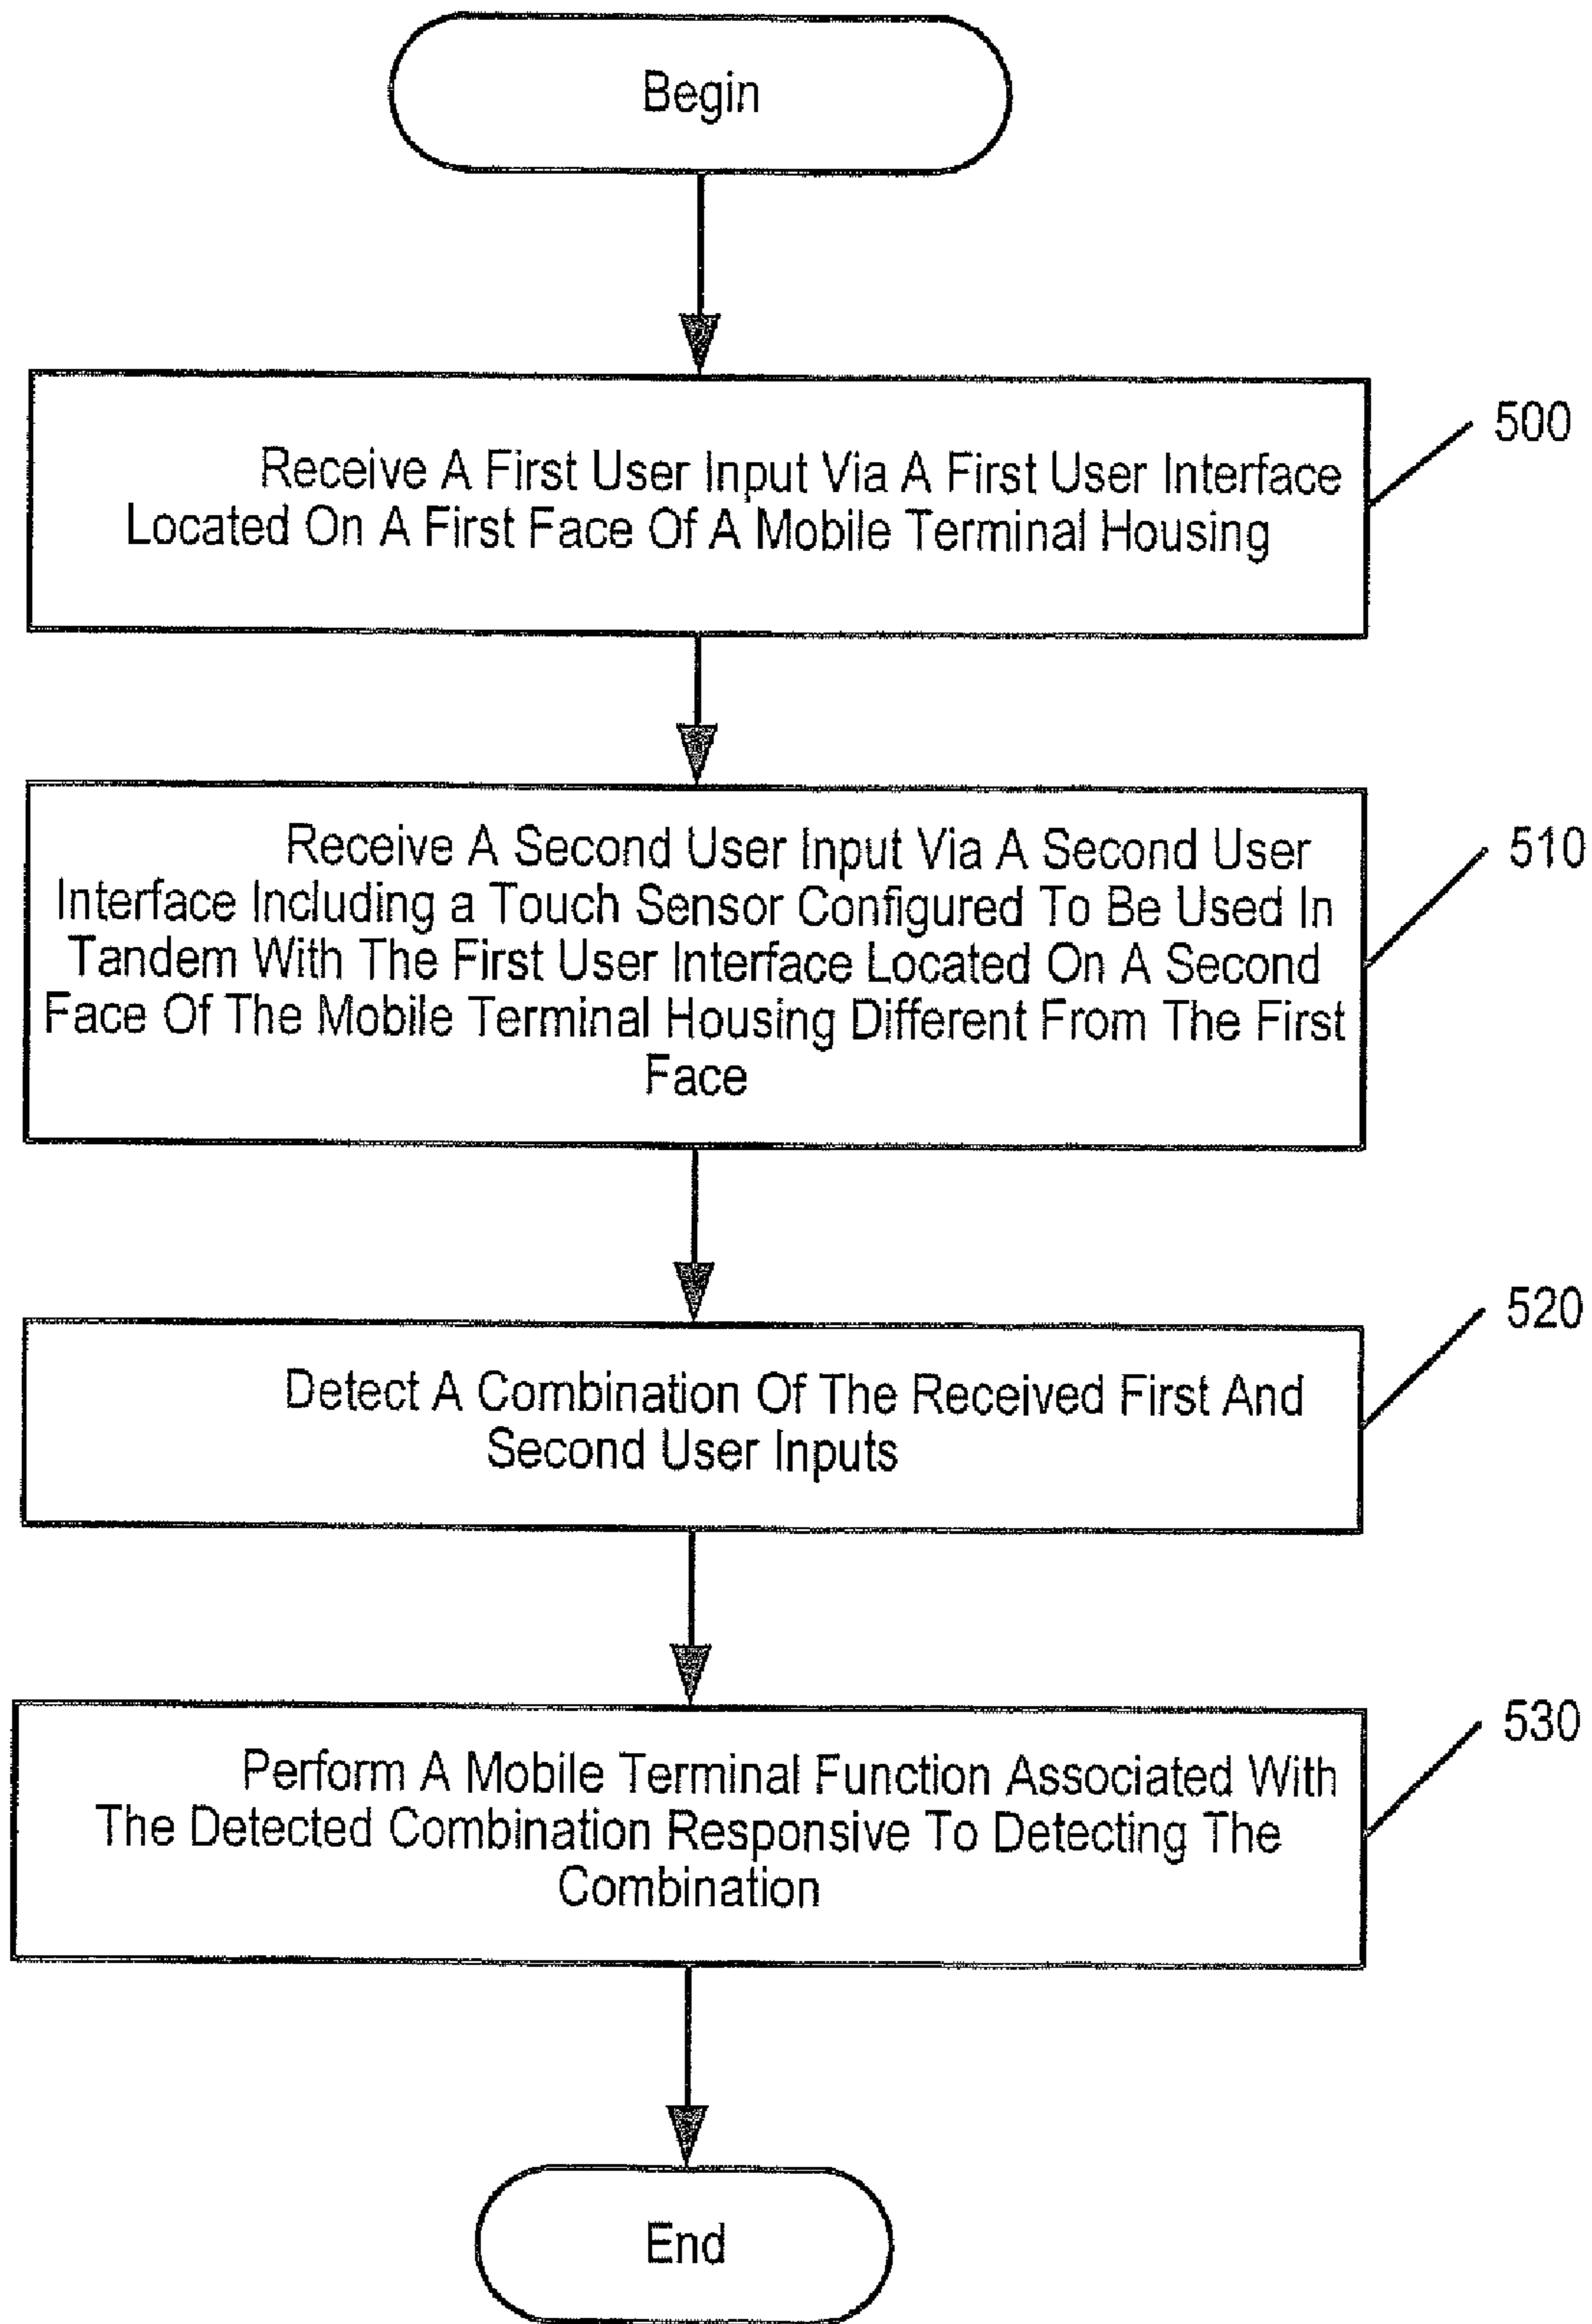 Begin
Receive A First User Input Via A First User Interface
Located On A First Face Of A Mobile Terminal Housing
500
Receive A Second User Input Via A Second User
Interface Including a Touch Sensor Configured To Be Used In
Tandem With The First User Interface Located On A Second
Face Of The Mobile Terminal Housing Different From The First
Face
510
Detect A Combination Of The Received First And
Second User Inputs
520
Perform A Mobile Terminal Function Associated With
The Detected Combination Responsive To Detecting The
Combination
530
End